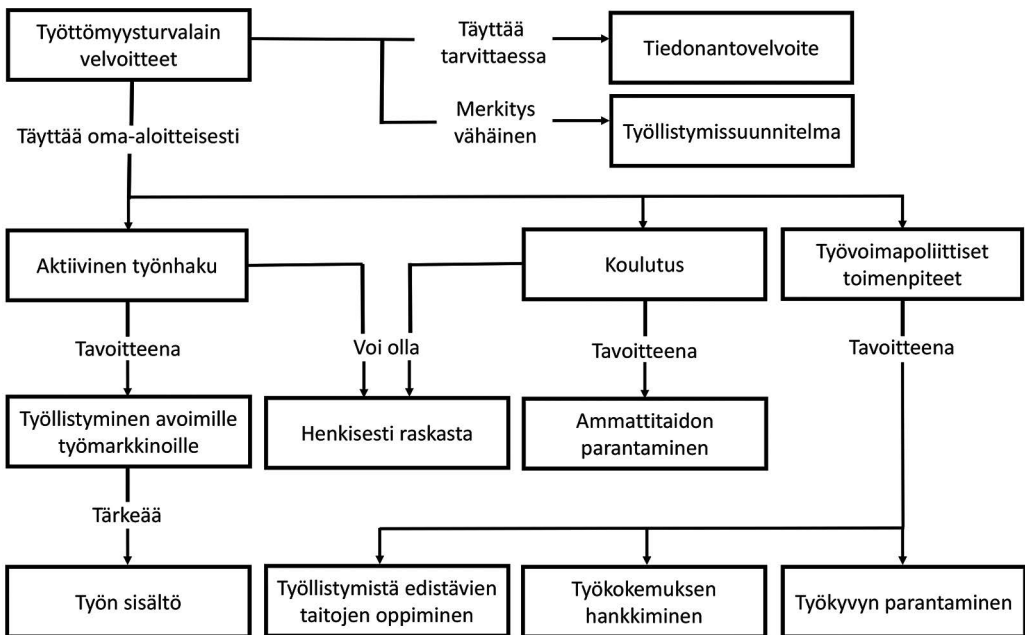 Työttömyysturvalain
velvoitteet
Täyttää
tarvittaessa
Tiedonantovelvoite
Merkitys
vähäinen
Työllistymissuunnitelma
Täyttää oma-aloitteisesti
Aktiivinen työnhaku
Koulutus
Työvoimapoliittiset
toimenpiteet
Tavoitteena
Voi olla
Tavoitteena
Tavoitteena
Työllistyminen avoimille
työmarkkinoille
Henkisesti raskasta
Ammattitaidon
parantaminen
Tärkeää
Työn sisältö
Työllistymistä edistävien
taitojen oppiminen
Työkokemuksen
hankkiminen
Työkyvyn parantaminen